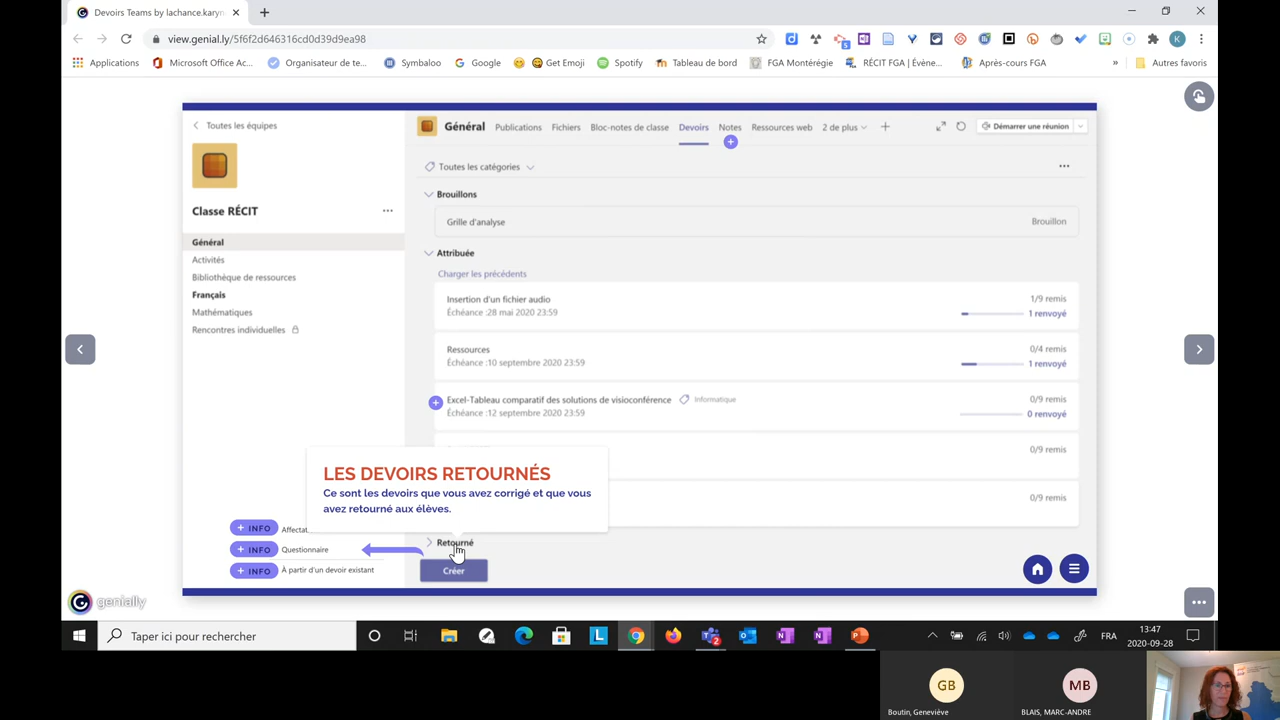 Devoirs Teams by lachance.karyn
view.genial.ly/5f6f2d646316cd0d39d9ea98
Applications
Microsoft Office Ac...
Organisateur de te...
Symbaloo
Google
Get Emoji
Spotify
Tableau de bord
FGA Montérégie
RÉCIT FGA | Évène...
Après-cours FGA
»
Autres favoris
Toutes les équipes
Général
Publications
Fichiers
Bloc-notes de classe
Devoirs
Notes
Ressources web
2 de plus
Démarrer une réunion
Toutes les catégories
Classe RÉCIT
Général
Activités
Bibliothèque de ressources
Français
Mathématiques
Rencontres individuelles
Brouillons
Grille d'analyse
Brouillon
Attribuée
Charger les précédents
Insertion d'un fichier audio
1/9 remis
Échéance :28 mai 2020 23:59
1 renvoyé
Ressources
0/4 remis
Échéance :10 septembre 2020 23:59
1 renvoyé
Excel-Tableau comparatif des solutions de visioconférence
Informatique
0/9 remis
Échéance :12 septembre 2020 23:59
0 renvoyé
0/9 remis
0/9 remis
LES DEVOIRS RETOURNÉS
Ce sont les devoirs que vous avez corrigé et que vous
avez retourné aux élèves.
+ INFO Affectat
+ INFO Questionnaire
+ INFO À partir d'un devoir existant
Retourné
Créer
genially
Taper ici pour rechercher
FRA
13:47
2020-09-28
GB
Boutin, Geneviève
MB
BLAIS, MARC-ANDRE